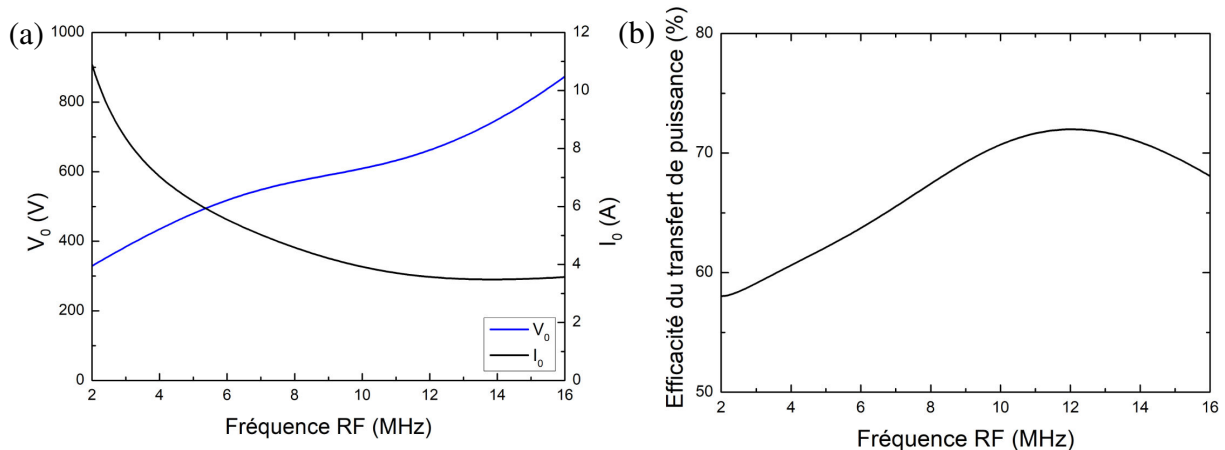 (a)
1000
800
600
400
200
0
V₀ (V)
12
10
8
6
4
2
0
I₀ (A)
V₀
I₀
2 4 6 8 10 12 14 16
Fréquence RF (MHz)
(b)
80
70
60
50
Efficacité du transfert de puissance (%)
2 4 6 8 10 12 14 16
Fréquence RF (MHz)